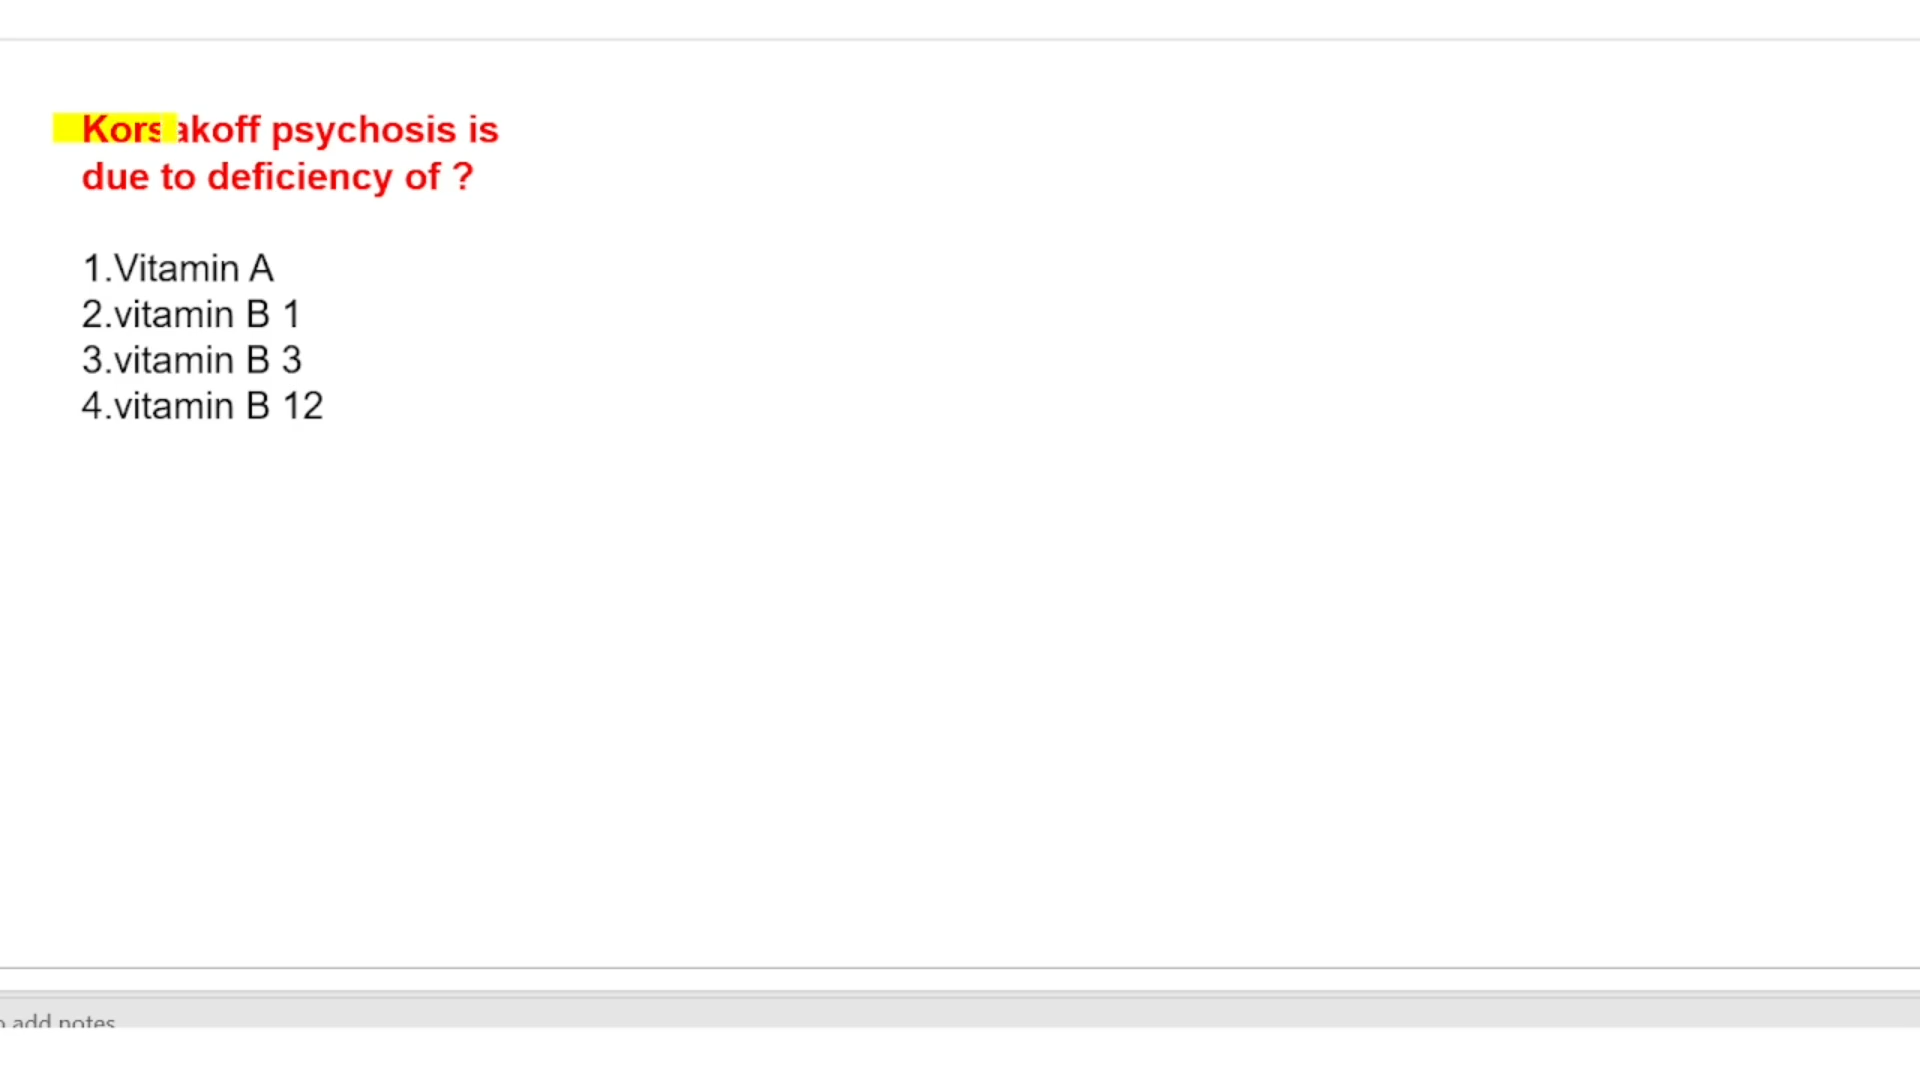 Korsakoff psychosis is
due to deficiency of ?
1.Vitamin A
2.vitamin B 1
3.vitamin B 3
4.vitamin B 12
add notes